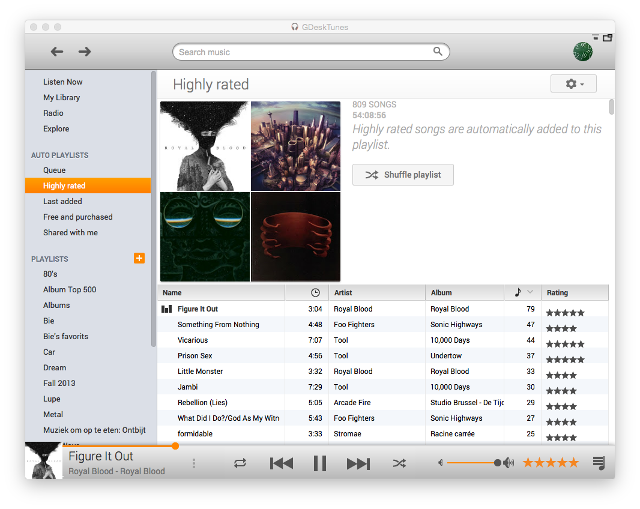 GDeskTunes
Search music
Listen Now
My Library
Radio
Explore
AUTO PLAYLISTS
Queue
Highly rated
Last added
Free and purchased
Shared with me
PLAYLISTS
80's
Album Top 500
Albums
Bie
Bie's favorits
Car
Dream
Fall 2013
Lupe
Metal
Muziek om op te eten: Ontbijt
Highly rated
ROYAL BLOOD
809 SONGS
54:08:56
Highly rated songs are automatically added to this
playlist.
Shuffle playlist
Name Artist Album Rating
Figure It Out 3:04 Royal Blood Royal Blood 79
Something From Nothing 4:48 Foo Fighters Sonic Highways 47
Vicarious 7:07 Tool 10,000 Days 44
Prison Sex 4:56 Tool Undertow 37
Little Monster 3:32 Royal Blood Royal Blood 33
Jambi 7:29 Tool 10,000 Days 30
Rebellion (Lies) 5:05 Arcade Fire Studio Brussel - De Tijd 29
What Did I Do?/God As My Witn 5:43 Foo Fighters Sonic Highways 27
formidable 3:33 Stromae Racine carrée 25
Figure It Out
Royal Blood - Royal Blood